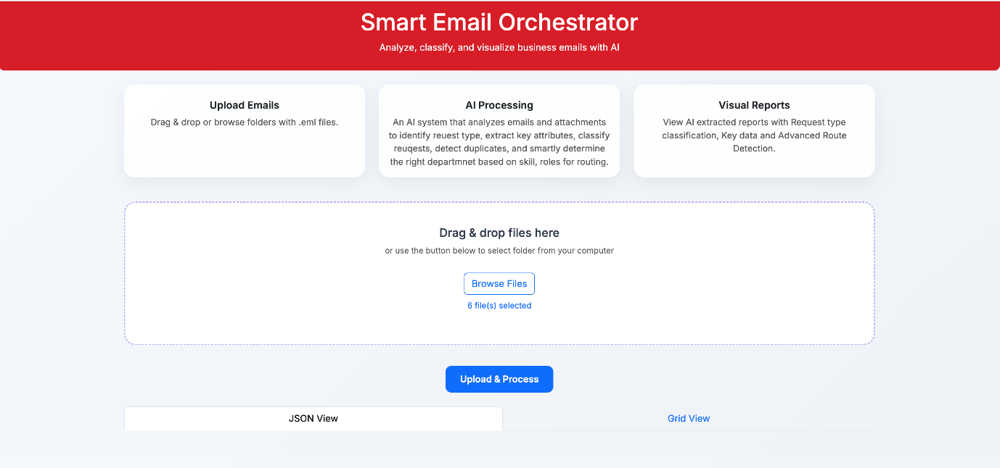 Smart Email Orchestrator
Analyze, classify, and visualize business emails with AI
Upload Emails
Drag & drop or browse folders with .eml files.
AI Processing
An AI system that analyzes emails and attachments
to identify reuest type, extract key attributes, classify
reuqests, detect duplicates, and smartly determine
the right departmnet based on skill, roles for routing.
Visual Reports
View AI extracted reports with Request type
classification, Key data and Advanced Route
Detection.
Drag & drop files here
or use the button below to select folder from your computer
Browse Files
6 file(s) selected
Upload & Process
JSON View
Grid View